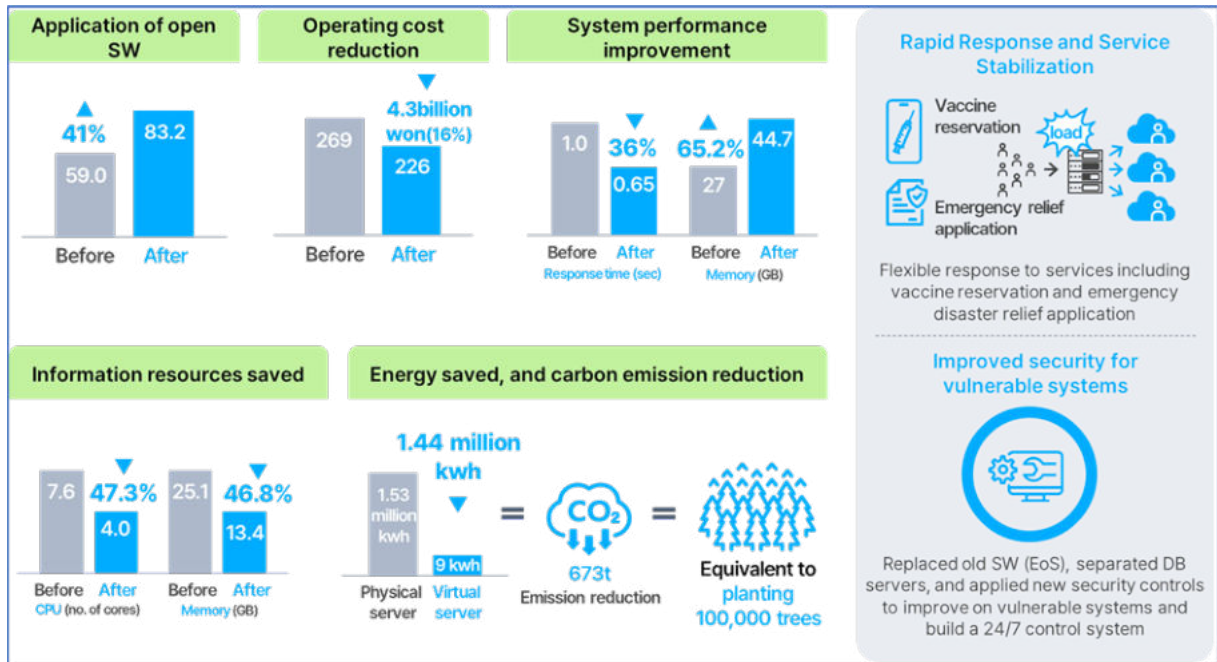 Application of open
SW
41%
59.0
83.2
Before
After
Operating cost
reduction
4.3billion
won(16%)
269
226
Before
After
System performance
improvement
1.0
36%
0.65
65.2%
27
44.7
Before
After
Before
After
Response time (sec)
Memory (GB)
Rapid Response and Service
Stabilization
Vaccine
reservation
load
Emergency relief
application
Flexible response to services including
vaccine reservation and emergency
disaster relief application
Information resources saved
7.6
47.3%
4.0
25.1
46.8%
13.4
Before
After
Before
After
CPU (no. of cores)
Memory (GB)
Energy saved, and carbon emission reduction
1.44 million
kwh
1.53
million
kwh
9 kwh
Physical
server
Virtual
server
=
CO2
673t
Emission reduction
=
Equivalent to
planting
100,000 trees
Improved security for
vulnerable systems
Replaced old SW (EoS), separated DB
servers, and applied new security controls
to improve on vulnerable systems and
build a 24/7 control system